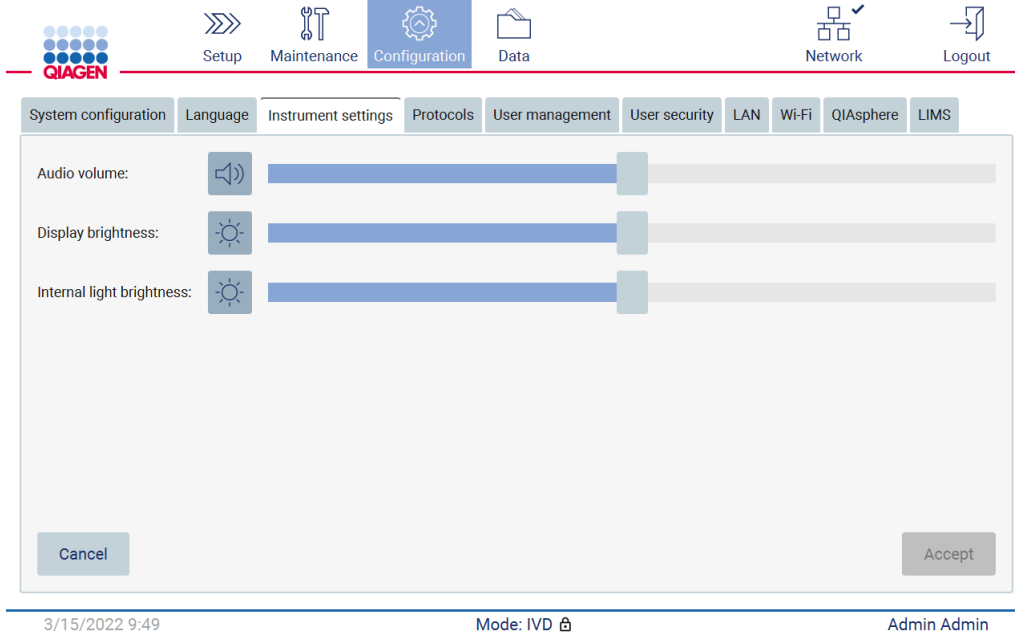 QIAGEN
Setup
Maintenance
Configuration
Data
Network
Logout
System configuration
Language
Instrument settings
Protocols
User management
User security
LAN
Wi-Fi
QIAsphere
LIMS
Audio volume:
Display brightness:
Internal light brightness:
Cancel
Accept
3/15/2022 9:49
Mode: IVD
Admin Admin